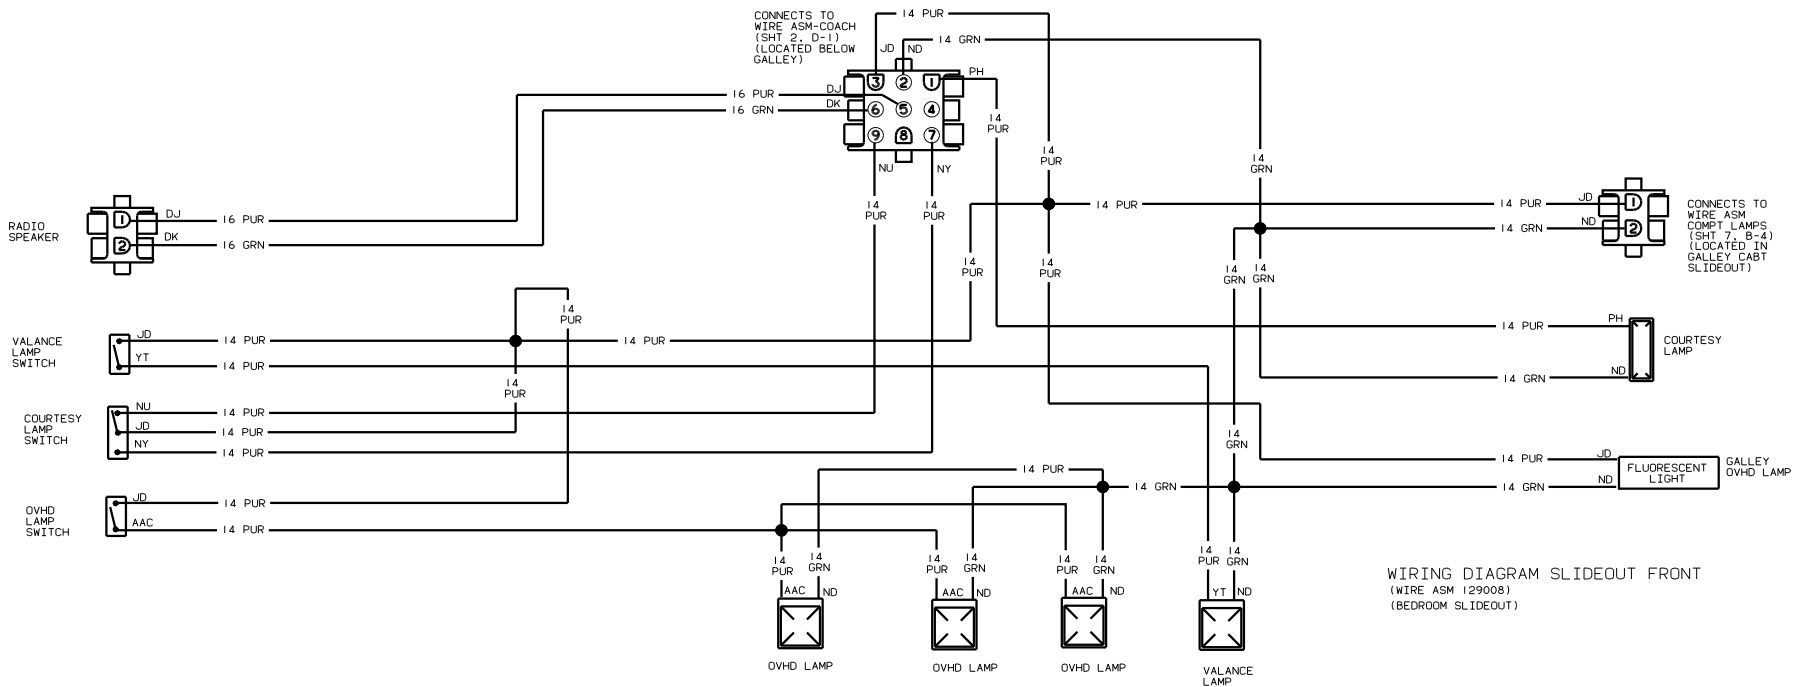 CONNECTS TO
WIRE ASM-COACH
(SHT 2, D-1)
(LOCATED BELOW
GALLEY)
14 PUR
14 GRN
JD
ND
PH
3
2
1
DJ
DK
6
5
4
9
8
7
NU
NY
16 PUR
16 GRN
14
PUR
14
PUR
14
GRN
14
PUR
14
PUR
RADIO
SPEAKER
1
2
DJ
DK
16 PUR
16 GRN
14 PUR
14 PUR
14 GRN
JD
ND
1
2
CONNECTS TO
WIRE ASM
COMPT LAMPS
(SHT 7, B-4)
(LOCATED IN
GALLEY CABT
SLIDEOUT)
14
PUR
14
PUR
14
GRN
14
GRN
14
PUR
VALANCE
LAMP
SWITCH
JD
YT
14 PUR
14 PUR
14 PUR
14
PUR
14 PUR
14 GRN
PH
ND
COURTESY
LAMP
COURTESY
LAMP
SWITCH
NU
JD
NY
14 PUR
14 PUR
14 PUR
14
GRN
14 PUR
14 GRN
JD
ND
FLUORESCENT
LIGHT
GALLEY
OVHD LAMP
14 PUR
14 GRN
OVHD
LAMP
SWITCH
JD
AAC
14 PUR
14 PUR
14
PUR
14
GRN
14
PUR
14
GRN
14
PUR
14
GRN
14
PUR
14
GRN
AAC
ND
AAC
ND
AAC
ND
YT
ND
OVHD LAMP
OVHD LAMP
OVHD LAMP
VALANCE
LAMP
WIRING DIAGRAM SLIDEOUT FRONT
(WIRE ASM 129008)
(BEDROOM SLIDEOUT)